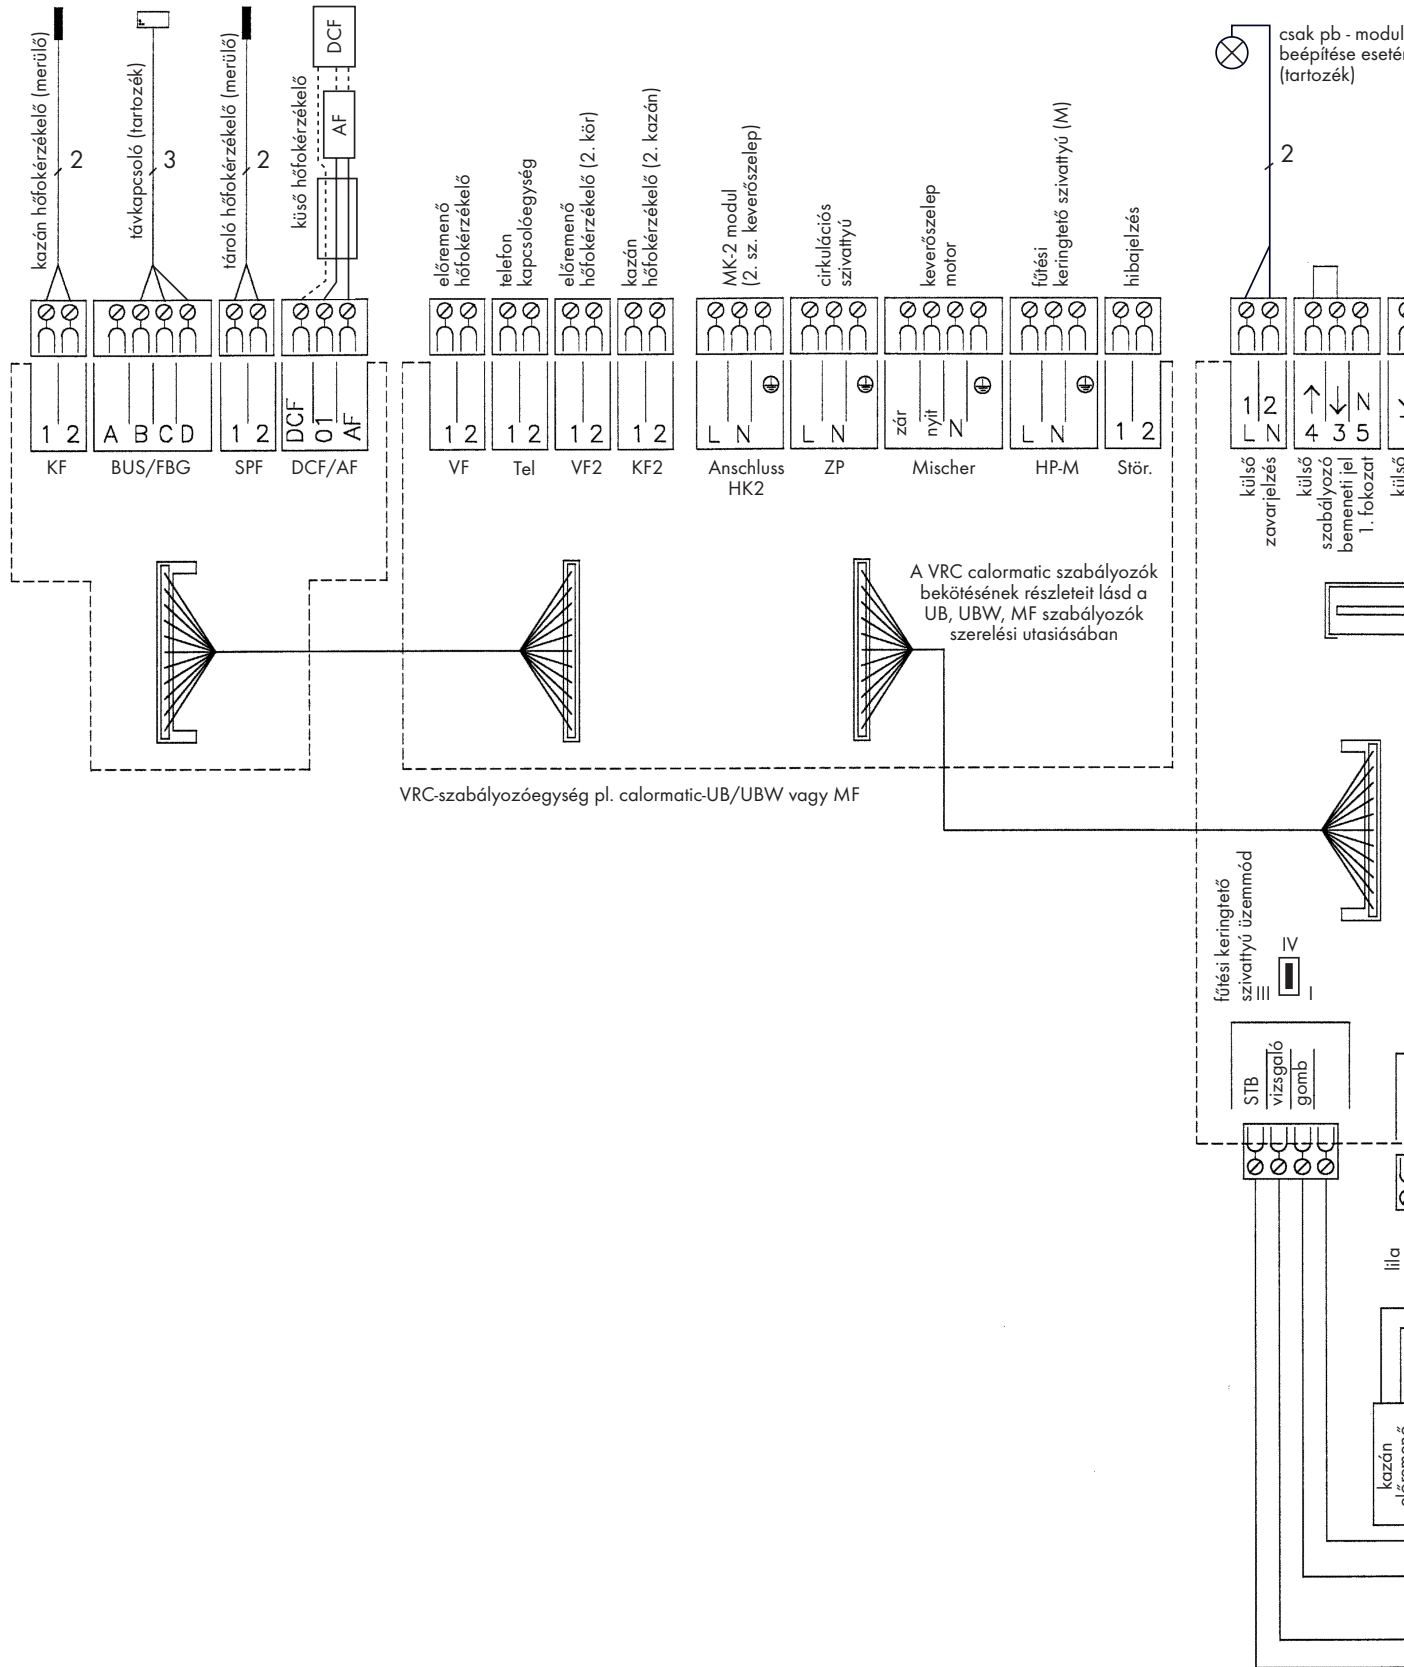 kazán hőfokérzékelő (merülő)
2
távkapcsoló (tartozék)
3
tároló hőfokérzékelő (merülő)
2
küső hőfokérzékelő
DCF
AF
előremenő
hőfokérzékelő
telefon
kapcsolóegység
előremenő
hőfokérzékelő (2. kör)
kazán
hőfokérzékelő (2. kazán)
MK-2 modul
(2. sz. keverőszelep)
cirkulációs
szivattyú
keverőszelep
motor
fűtési
keringtető szivattyú (M)
hibajelzés
csak pb - modul
beépítése esetén
(tartozék)
2
1 2
KF
A B C D
BUS/FBG
1 2
SPF
DCF
01
AF
DCF/AF
1 2
VF
1 2
Tel
1 2
VF2
1 2
KF2
L N
Anschluss
HK2
L N
ZP
zár
nyit
N
Mischer
L N
HP-M
1 2
Stör.
1 2
L N
külső
zavarjelzés
N
4 3 5
külső
szabályozó
bemeneti jel
1. fokozat
külső
A VRC calormatic szabályozók
bekötésének részleteit lásd a
UB, UBW, MF szabályozók
szerelési utasiásában
VRC-szabályozóegység pl. calormatic-UB/UBW vagy MF
fűtési keringtető
szivattyú üzemmód
III
IV
I
STB
vizsgáló
gomb
lila
kazán
előremenő